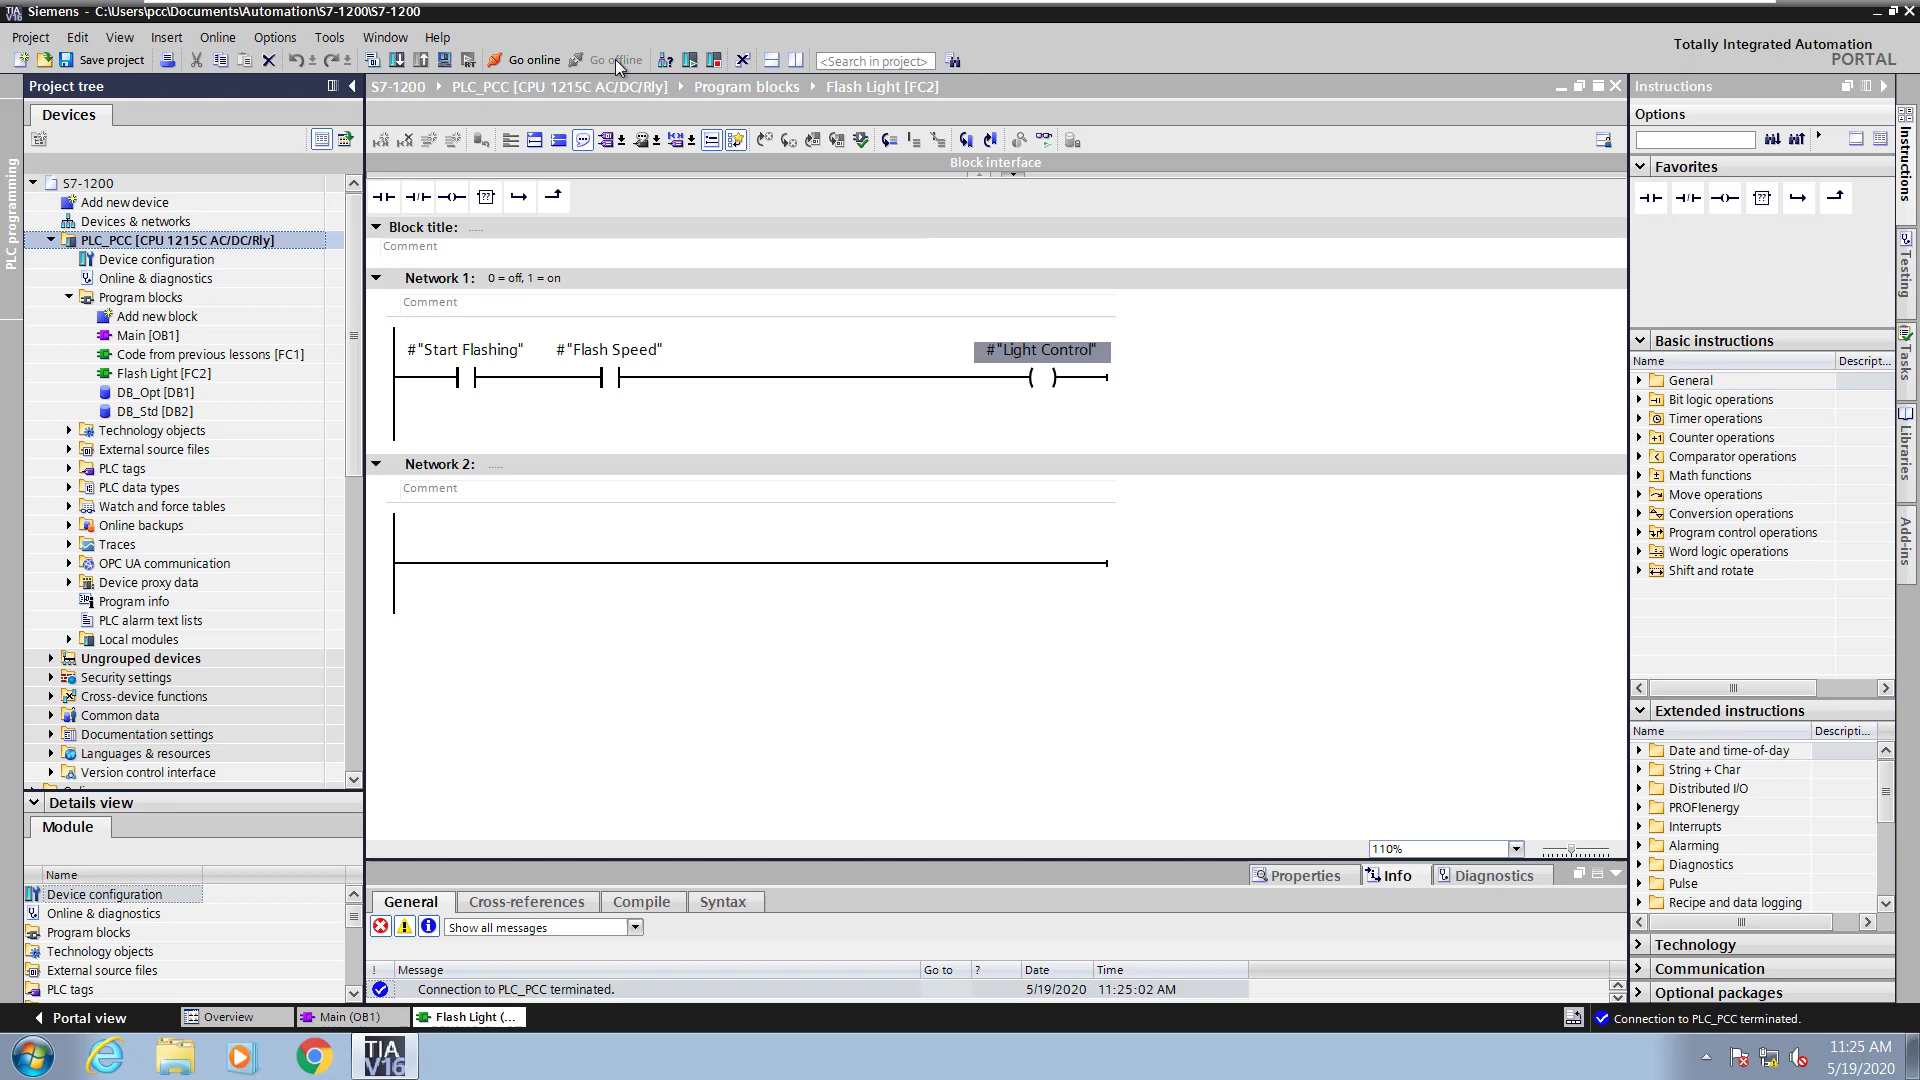 Siemens - C:\Users\pcc\Documents\Automation\S7-1200\S7-1200
Project Edit View Insert Online Options Tools Window Help
Totally Integrated Automation
PORTAL
Save project
Go online
Go offline
<Search in project>
Project tree
S7-1200 PLC_PCC [CPU 1215C AC/DC/Rly] Program blocks Flash Light [FC2]
Instructions
Devices
PLC programming
S7-1200
Add new device
Devices & networks
PLC_PCC [CPU 1215C AC/DC/Rly]
Device configuration
Online & diagnostics
Program blocks
Add new block
Main [OB1]
Code from previous lessons [FC1]
Flash Light [FC2]
DB_Opt [DB1]
DB_Std [DB2]
Technology objects
External source files
PLC tags
PLC data types
Watch and force tables
Online backups
Traces
OPC UA communication
Device proxy data
Program info
PLC alarm text lists
Local modules
Ungrouped devices
Security settings
Cross-device functions
Common data
Documentation settings
Languages & resources
Version control interface
Details view
Module
Name
Device configuration
Online & diagnostics
Program blocks
Technology objects
External source files
PLC tags
Block interface
Block title: .....
Comment
Network 1: 0 = off, 1 = on
Comment
#"Start Flashing" #"Flash Speed" #"Light Control"
Network 2: .....
Comment
110%
Properties Info Diagnostics
General Cross-references Compile Syntax
Show all messages
! Message Go to ? Date Time
Connection to PLC_PCC terminated. 5/19/2020 11:25:02 AM
Options
Favorites
Basic instructions
Name Descript...
General
Bit logic operations
Timer operations
Counter operations
Comparator operations
Math functions
Move operations
Conversion operations
Program control operations
Word logic operations
Shift and rotate
Extended instructions
Name Descripti...
Date and time-of-day
String + Char
Distributed I/O
PROFIenergy
Interrupts
Alarming
Diagnostics
Pulse
Recipe and data logging
Technology
Communication
Optional packages
Instructions
Testing
Tasks
Libraries
Add-ins
Portal view Overview Main (OB1) Flash Light (...
Connection to PLC_PCC terminated.
TIA
V16
11:25 AM
5/19/2020